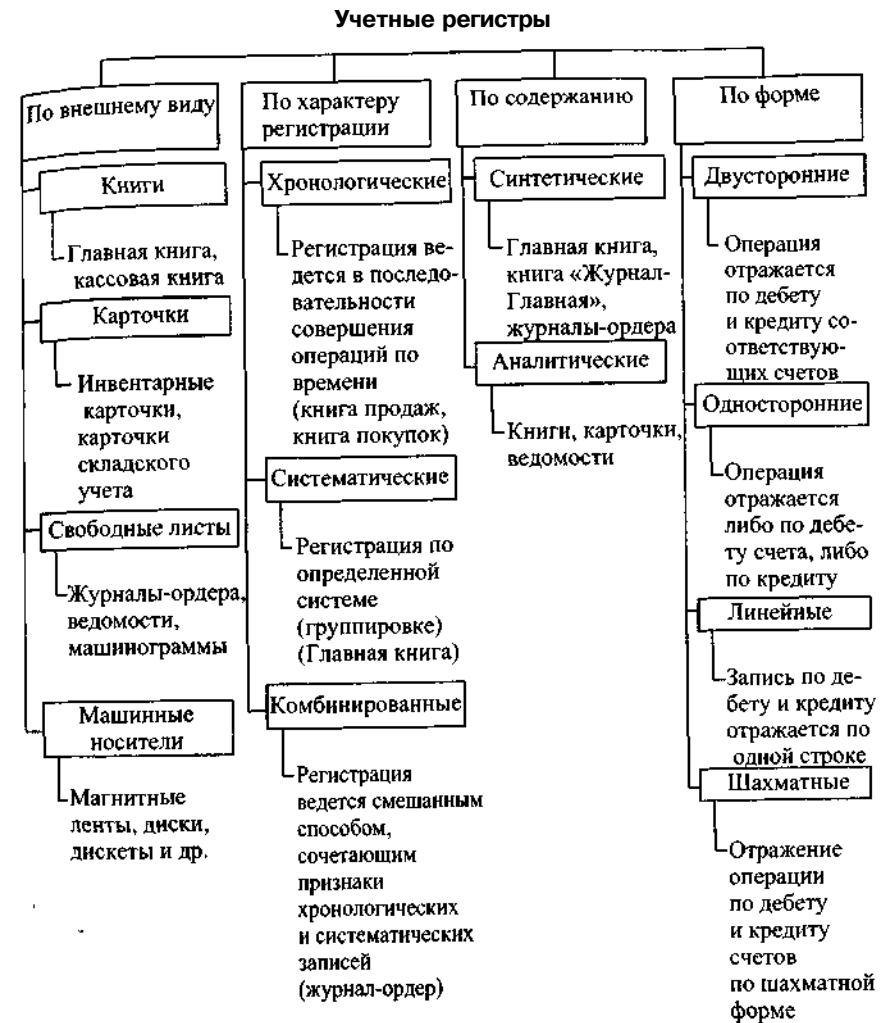 Учетные регистры
По внешнему виду
Книги
Главная книга,
кассовая книга
Карточки
Инвентарные
карточки,
карточки
складского
учета
Свободные листы
Журналы-ордера,
ведомости,
машинограммы
Машинные
носители
Магнитные
ленты, диски,
дискеты и др.
По характеру
регистрации
Хронологические
Регистрация ве-
дется в последо-
вательности
совершения
операций по
времени
(книга продаж,
книга покупок)
Систематические
Регистрация по
определенной
системе
(группировке)
(Главная книга)
Комбинированные
Регистрация
ведется смешанным
способом,
сочетающим
признаки
хронологических
и систематических
записей
(журнал-ордер)
По содержанию
Синтетические
Главная книга,
книга «Журнал-
Главная»,
журналы-ордера
Аналитические
Книги, карточки,
ведомости
По форме
Двусторонние
Операция
отражается
по дебету
и кредиту со-
ответствую-
щих счетов
Односторонние
Операция
отражается
либо по дебе-
ту счета, либо
по кредиту
Линейные
Запись по де-
бету и кредиту
отражается по
одной строке
Шахматные
Отражение
операции
по дебету
и кредиту
счетов
по шахматной
форме